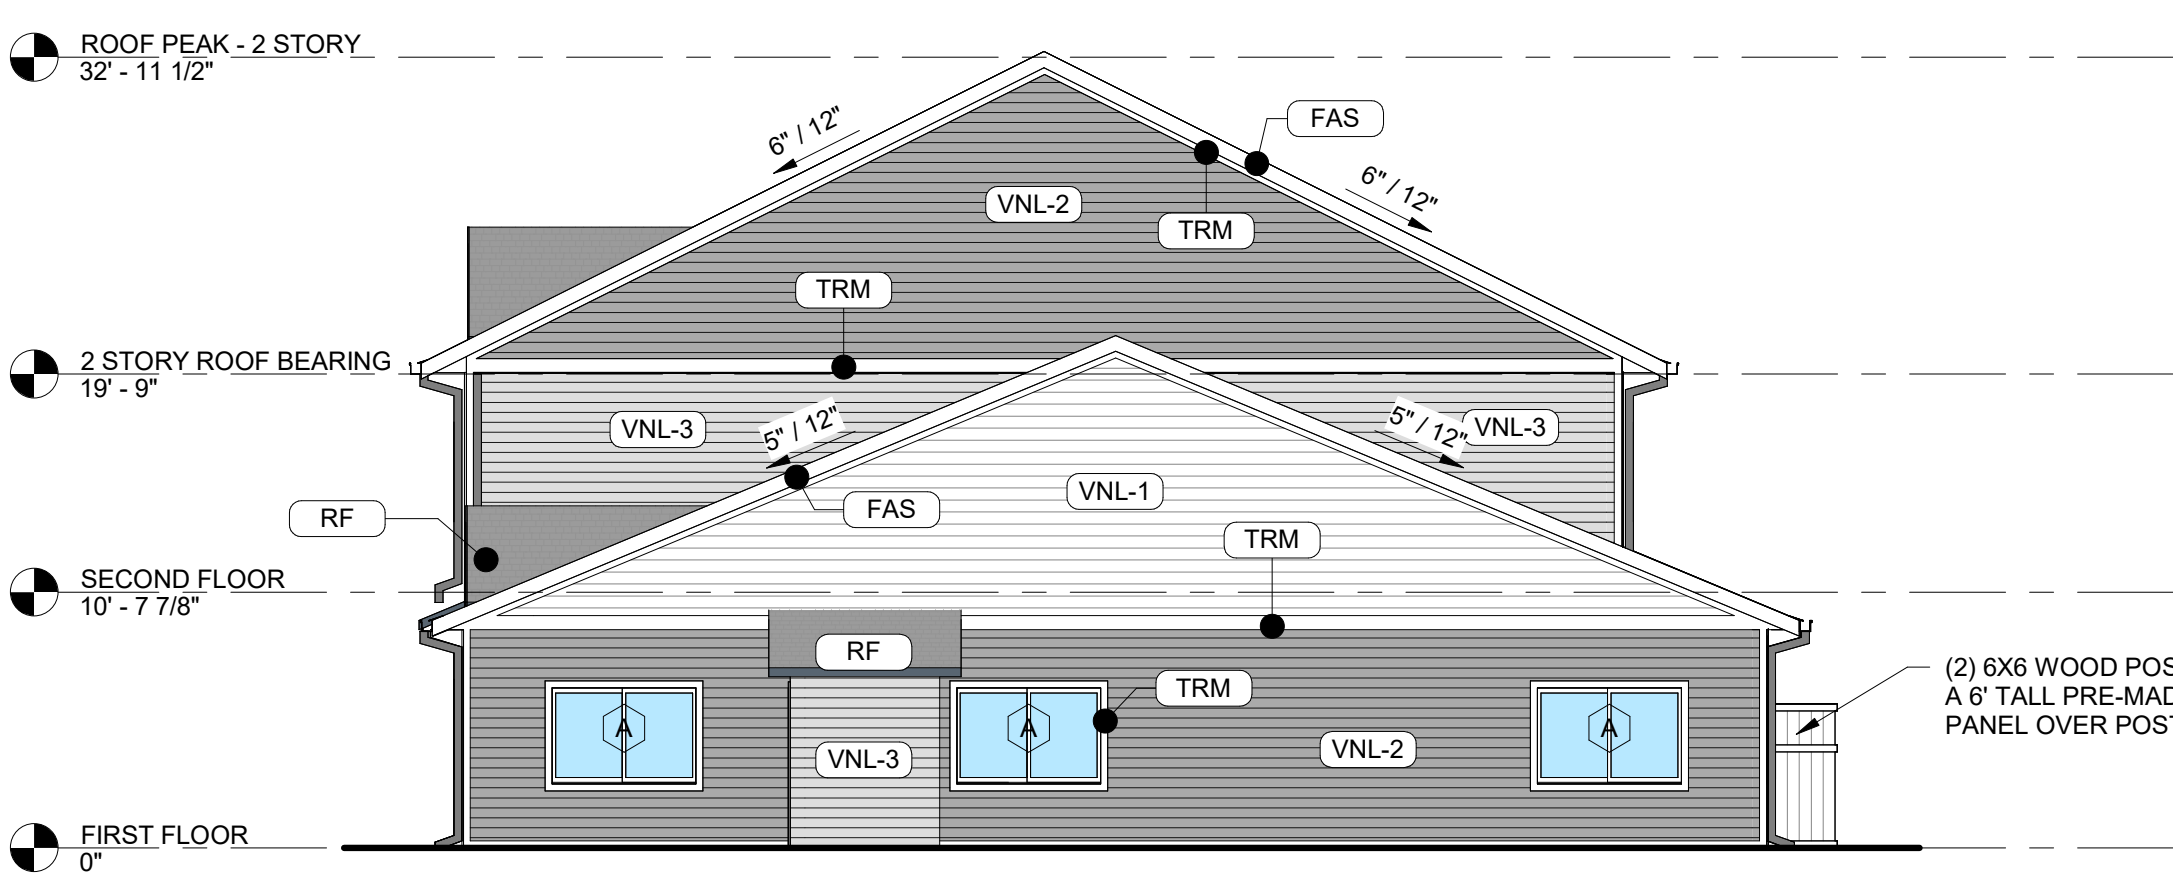 ROOF PEAK - 2 STORY
32' - 11 1/2"
6" / 12"
FAS
6" / 12"
VNL-2
TRM
TRM
2 STORY ROOF BEARING
19' - 9"
VNL-3
5" / 12"
5" / 12"
VNL-3
VNL-1
FAS
RF
TRM
SECOND FLOOR
10' - 7 7/8"
RF
TRM
(2) 6X6 WOOD POS
A 6' TALL PRE-MAD
PANEL OVER POST
A
A
A
VNL-3
VNL-2
FIRST FLOOR
0"